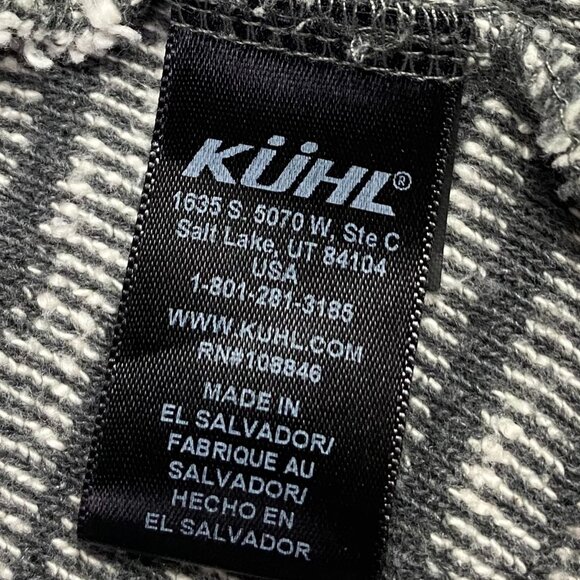 KÜHL®
1635 S. 5070 W, Ste C
Salt Lake, UT 84104
USA
1-801-281-3185
WWW.KUHL.COM
RN#108846
MADE IN
EL SALVADOR/
FABRIQUE AU
SALVADOR/
HECHO EN
EL SALVADOR